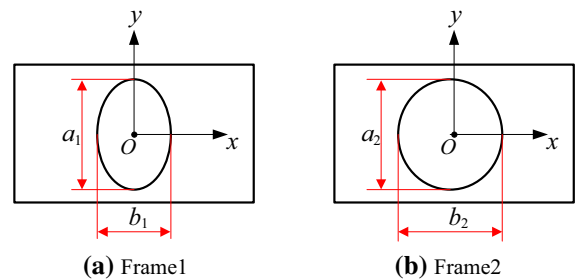 y
a₁
O
x
b₁
(a) Frame1
y
a₂
O
x
b₂
(b) Frame2